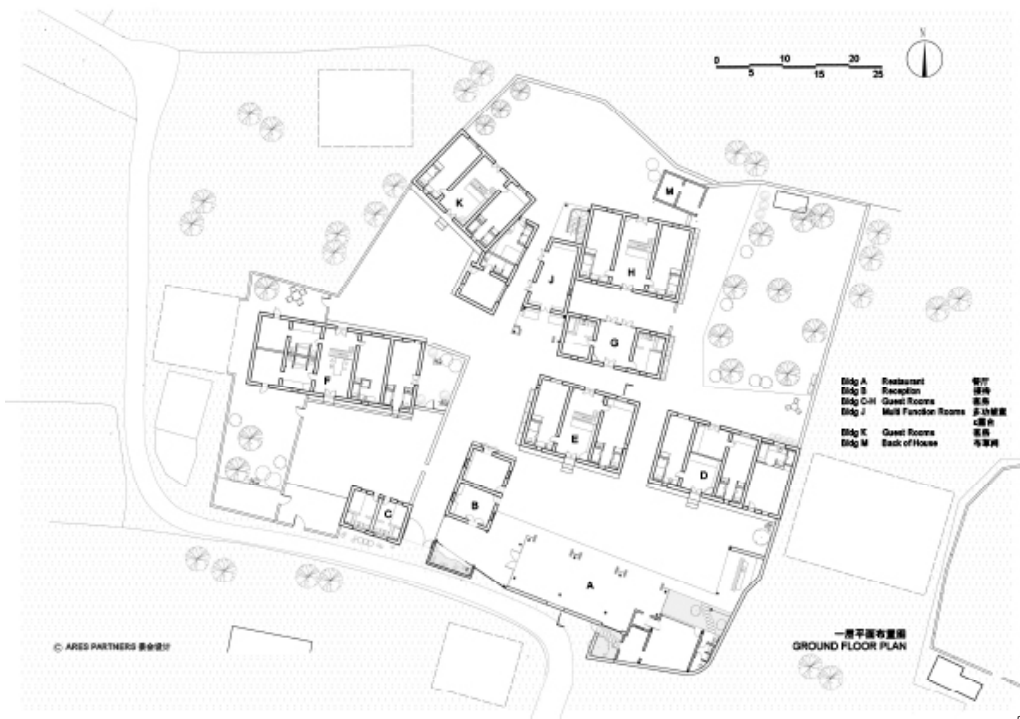 N
0 10 20
5 15 25
K
M
H
J
G
F
E
D
C
B
A
Bldg A Restaurant 餐厅
Bldg B Reception 接待
Bldg C-H Guest Rooms 客房
Bldg J Multi Function Rooms 多功能室
Bldg K Guest Rooms 客房
Bldg M Back of House
一层平面布置图
GROUND FLOOR PLAN
© ARES PARTNERS 设计